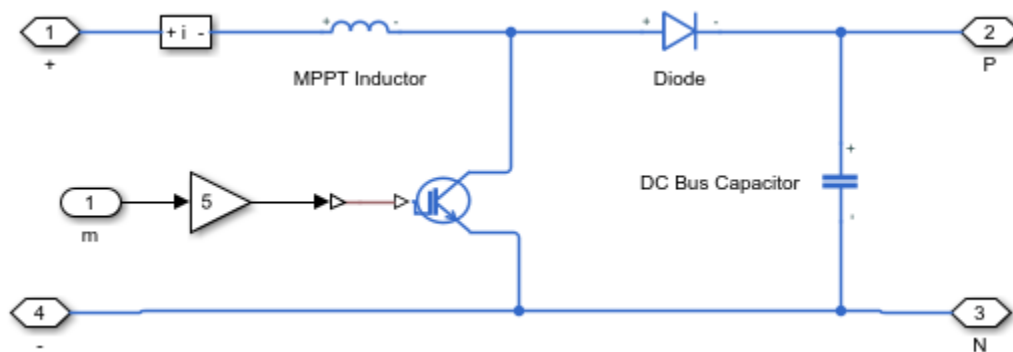 1
+
+ i -
+ -
MPPT Inductor
+ -
Diode
2
P
1
m
5
DC Bus Capacitor
+
-
4
-
3
N